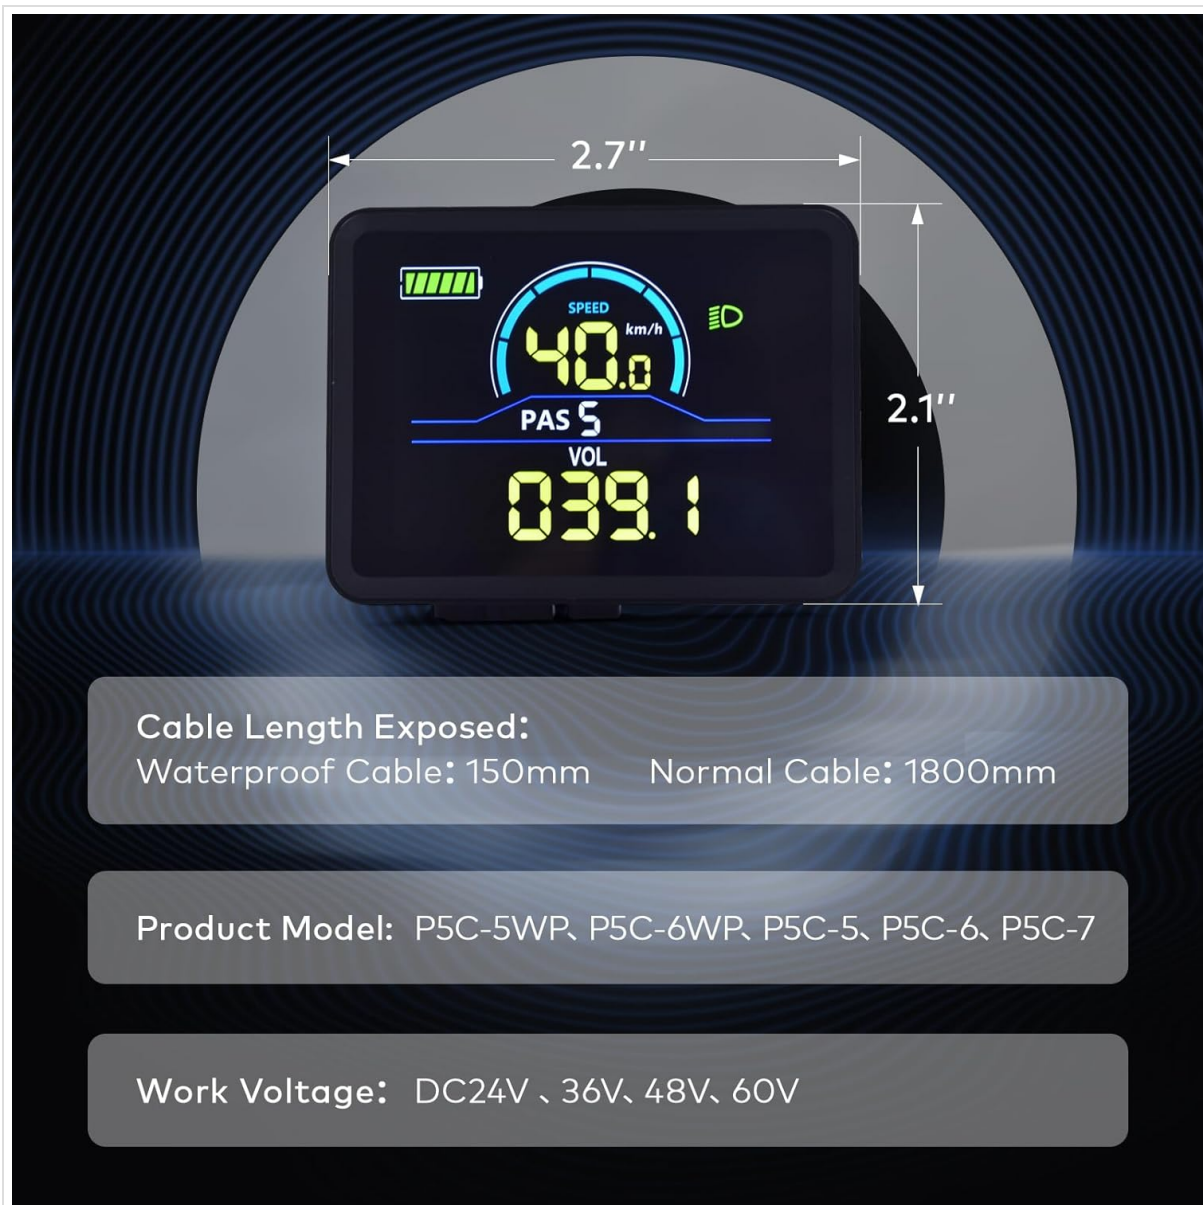 2.7''
SPEED
40.0 km/h
2.1''
PAS 5
VOL
039.1
Cable Length Exposed:
Waterproof Cable: 150mm Normal Cable: 1800mm
Product Model: P5C-5WP、P5C-6WP、P5C-5、P5C-6、P5C-7
Work Voltage: DC24V 、36V、48V、60V